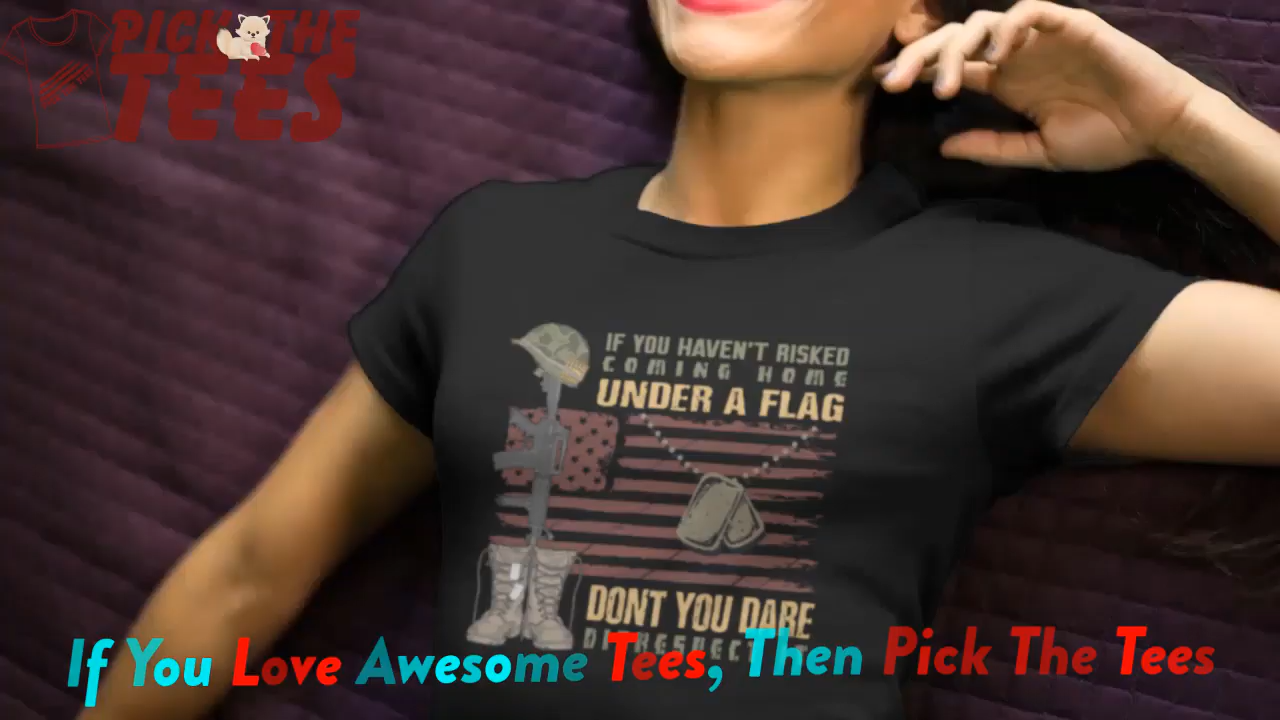 PICK THE
TEES
IF YOU HAVEN'T RISKED
COMING HOME
UNDER A FLAG
DONT YOU DARE
If You Love Awesome Tees, Then Pick The Tees